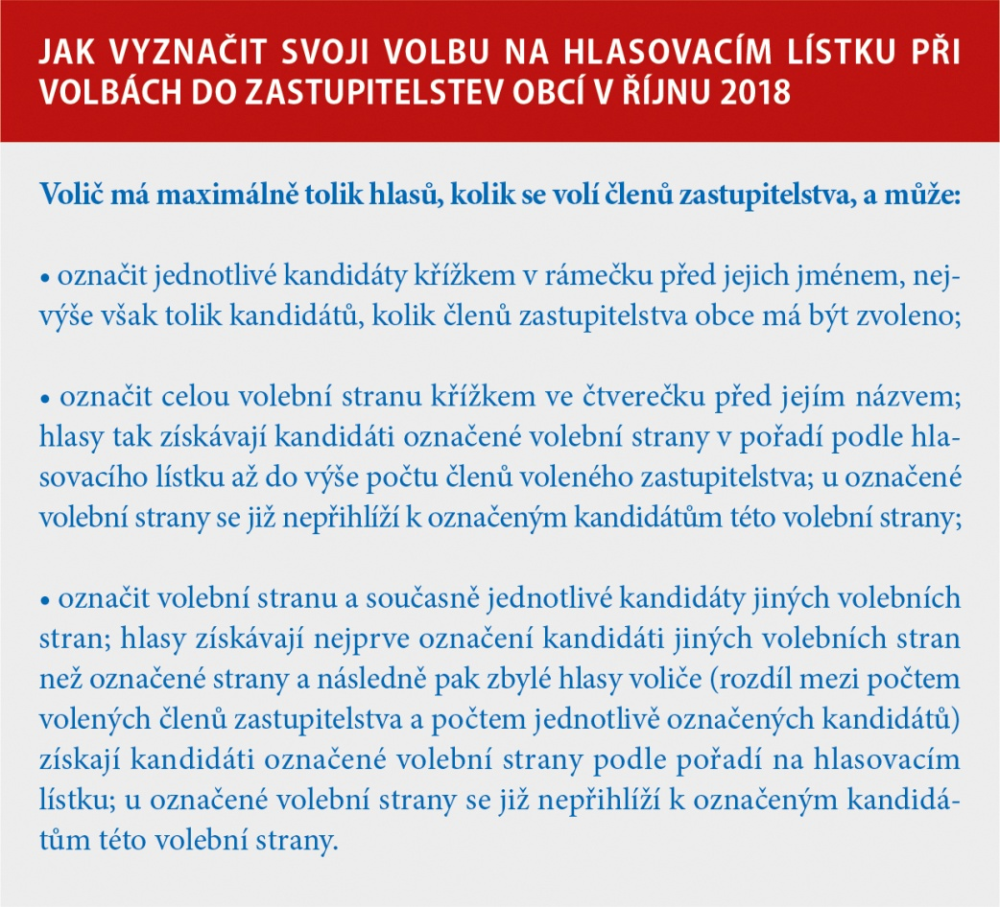 JAK VYZNAČIT SVOJI VOLBU NA HLASOVACÍM LÍSTKU PŘI
VOLBÁCH DO ZASTUPITELSTEV OBCÍ V ŘÍJNU 2018
Volič má maximálně tolik hlasů, kolik se volí členů zastupitelstva, a může:
• označit jednotlivé kandidáty křížkem v rámečku před jejich jménem, nej-
výše však tolik kandidátů, kolik členů zastupitelstva obce má být zvoleno;
• označit celou volební stranu křížkem ve čtverečku před jejím názvem;
hlasy tak získávají kandidáti označené volební strany v pořadí podle hla-
sovacího lístku až do výše počtu členů voleného zastupitelstva; u označené
volební strany se již nepřihlíží k označeným kandidátům této volební strany;
• označit volební stranu a současně jednotlivé kandidáty jiných volebních
stran; hlasy získávají nejprve označení kandidáti jiných volebních stran
než označené strany a následně pak zbylé hlasy voliče (rozdíl mezi počtem
volených členů zastupitelstva a počtem jednotlivě označených kandidátů)
získají kandidáti označené volební strany podle pořadí na hlasovacím
lístku; u označené volební strany se již nepřihlíží k označeným kandidá-
tům této volební strany.